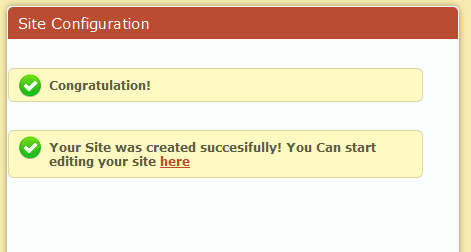 Site Configuration
Congratulation!
Your Site was created succesifully! You Can start
editing your site here